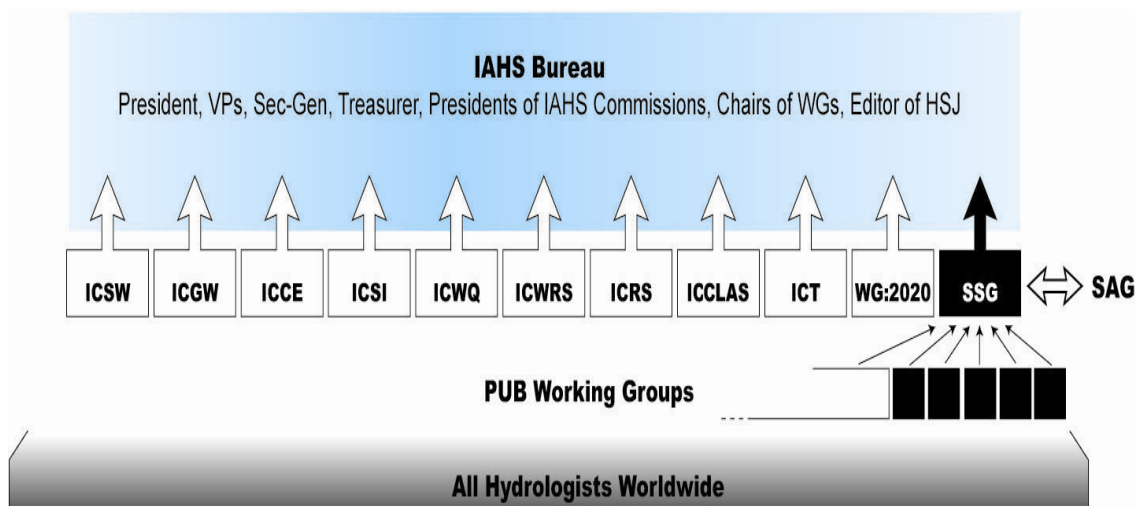 IAHS Bureau
President, VPs, Sec-Gen, Treasurer, Presidents of IAHS Commissions, Chairs of WGs, Editor of HSJ
ICSW ICGW ICCE ICSI ICWQ ICWRS ICRS ICCLAS ICT WG:2020 SSG SAG
PUB Working Groups
All Hydrologists Worldwide